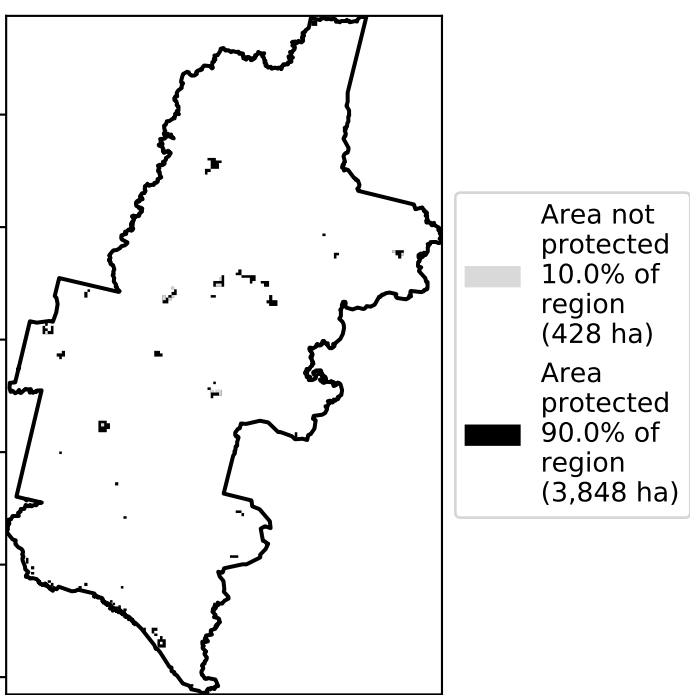 Area not
protected
10.0% of
region
(428 ha)
Area
protected
90.0% of
region
(3,848 ha)